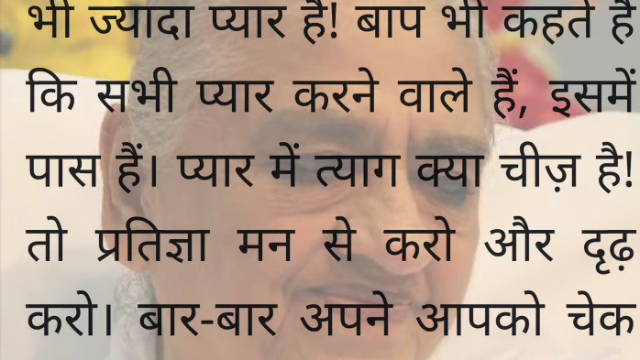 भी ज्यादा प्यार है! बाप भी कहते हैं
कि सभी प्यार करने वाले हैं, इसमें
पास हैं। प्यार में त्याग क्या चीज़ है!
तो प्रतिज्ञा मन से करो और दृढ़
करो। बार-बार अपने आपको चेक